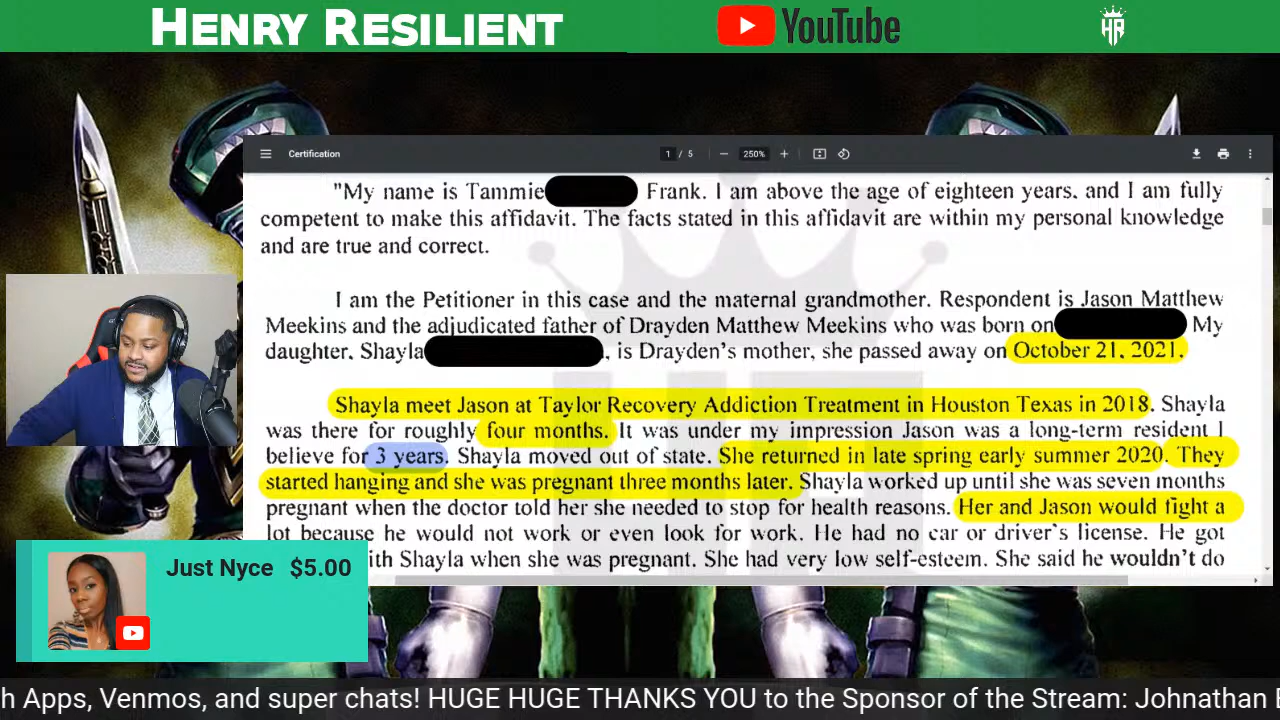 HENRY RESILIENT
YouTube
HR
Certification
1 / 5
250%
"My name is Tammie Frank. I am above the age of eighteen years, and I am fully
competent to make this affidavit. The facts stated in this affidavit are within my personal knowledge
and are true and correct.
I am the Petitioner in this case and the maternal grandmother. Respondent is Jason Matthew
Meekins and the adjudicated father of Drayden Matthew Meekins who was born on My
daughter, Shayla , is Drayden's mother, she passed away on October 21, 2021.
Shayla meet Jason at Taylor Recovery Addiction Treatment in Houston Texas in 2018. Shayla
was there for roughly four months. It was under my impression Jason was a long-term resident I
believe for 3 years. Shayla moved out of state. She returned in late spring early summer 2020. They
started hanging and she was pregnant three months later. Shayla worked up until she was seven months
pregnant when the doctor told her she needed to stop for health reasons. Her and Jason would fight a
lot because he would not work or even look for work. He had no car or driver's license. He got
with Shayla when she was pregnant. She had very low self-esteem. She said he wouldn't do
Just Nyce $5.00
h Apps, Venmos, and super chats! HUGE HUGE THANKS YOU to the Sponsor of the Stream: Johnathan